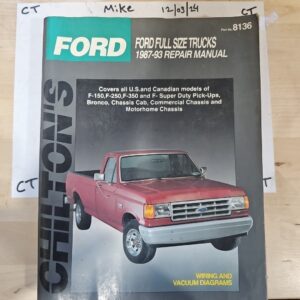 CT Mike 12/03/24 CT
Part No. 8136
FORD
FORD FULL SIZE TRUCKS
1987-93 REPAIR MANUAL
Covers all U.S. and Canadian models of
F-150, F-250, F-350 and F- Super Duty Pick-Ups,
Bronco, Chassis Cab, Commercial Chassis and
Motorhome Chassis
CHILTON'S
CT CT
WIRING AND
VACUUM DIAGRAMS